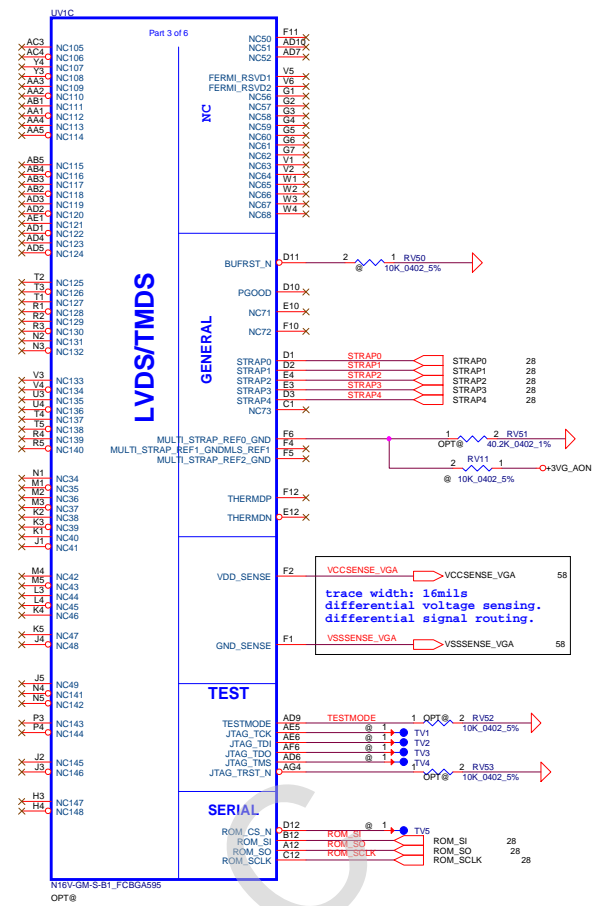 UV1C
Part 3 of 6
AC3 NC105
AC4 NC106
Y4 NC107
Y3 NC108
AA3 NC109
AA2 NC110
AB1 NC111
AA1 NC112
AA4 NC113
AA5 NC114
AB5 NC115
AB4 NC116
AB3 NC117
AB2 NC118
AD3 NC119
AD2 NC120
AE1 NC121
AD1 NC122
AD4 NC123
AD5 NC124
T2 NC125
T3 NC126
T1 NC127
R1 NC128
R2 NC129
R3 NC130
N2 NC131
N3 NC132
V3 NC133
V4 NC134
U3 NC135
U4 NC136
T4 NC137
T5 NC138
R4 NC139
R5 NC140
N1 NC34
M1 NC35
M2 NC36
M3 NC37
K2 NC38
K3 NC39
K1 NC40
J1 NC41
M4 NC42
M5 NC43
L3 NC44
L4 NC45
K4 NC46
K5 NC47
J4 NC48
J5 NC49
N4 NC141
N5 NC142
P3 NC143
P4 NC144
J2 NC145
J3 NC146
H3 NC147
H4 NC148
LVDS/TMDS
NC
NC50 F11
NC51 AD10
NC52 AD7
FERMI_RSVD1 V5
FERMI_RSVD2 V6
NC56 G1
NC57 G2
NC58 G3
NC59 G4
NC60 G5
NC61 G6
NC62 G7
NC63 V1
NC64 V2
NC65 W1
NC66 W2
NC67 W3
NC68 W4
GENERAL
BUFRST_N D11 2 @ 1 RV50
10K_0402_5%
PGOOD D10
NC71 E10
NC72 F10
STRAP0 D1 STRAP0 STRAP0 28
STRAP1 D2 STRAP1 STRAP1 28
STRAP2 E4 STRAP2 STRAP2 28
STRAP3 E3 STRAP3 STRAP3 28
STRAP4 D3 STRAP4 STRAP4 28
NC73 C1
MULTI_STRAP_REF0_GND F6 1 OPT@ 2 RV51
40.2K_0402_1%
MULTI_STRAP_REF1_GNDMLS_REF1 F4
MULTI_STRAP_REF2_GND F5
2 RV11 1 +3VG_AON
@ 10K_0402_5%
THERMDP F12
THERMDN E12
VDD_SENSE F2 VCCSENSE_VGA VCCSENSE_VGA 58
trace width: 16mils
differential voltage sensing.
differential signal routing.
GND_SENSE F1 VSSSENSE_VGA VSSSENSE_VGA 58
TEST
TESTMODE AD9 TESTMODE 1 OPT@ 2 RV52
10K_0402_5%
JTAG_TCK AE5 @ 1 TV1
JTAG_TDI AE6 @ 1 TV2
JTAG_TDO AF6 @ 1 TV3
JTAG_TMS AD6 @ 1 TV4
JTAG_TRST_N AG4 1 OPT@ 2 RV53
10K_0402_5%
SERIAL
ROM_CS_N D12 @ 1 TV5
ROM_SI B12 ROM_SI ROM_SI 28
ROM_SO A12 ROM_SO ROM_SO 28
ROM_SCLK C12 ROM_SCLK ROM_SCLK 28
N16V-GM-S-B1_FCBGA595
OPT@